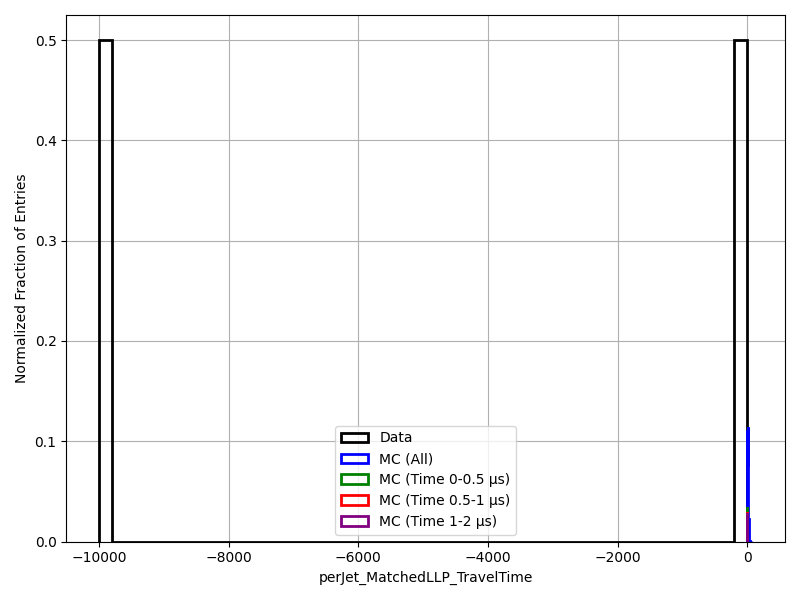 0.5
0.4
0.3
0.2
0.1
0.0
Normalized Fraction of Entries
Data
MC (All)
MC (Time 0-0.5 µs)
MC (Time 0.5-1 µs)
MC (Time 1-2 µs)
−10000 −8000 −6000 −4000 −2000 0
perJet_MatchedLLP_TravelTime